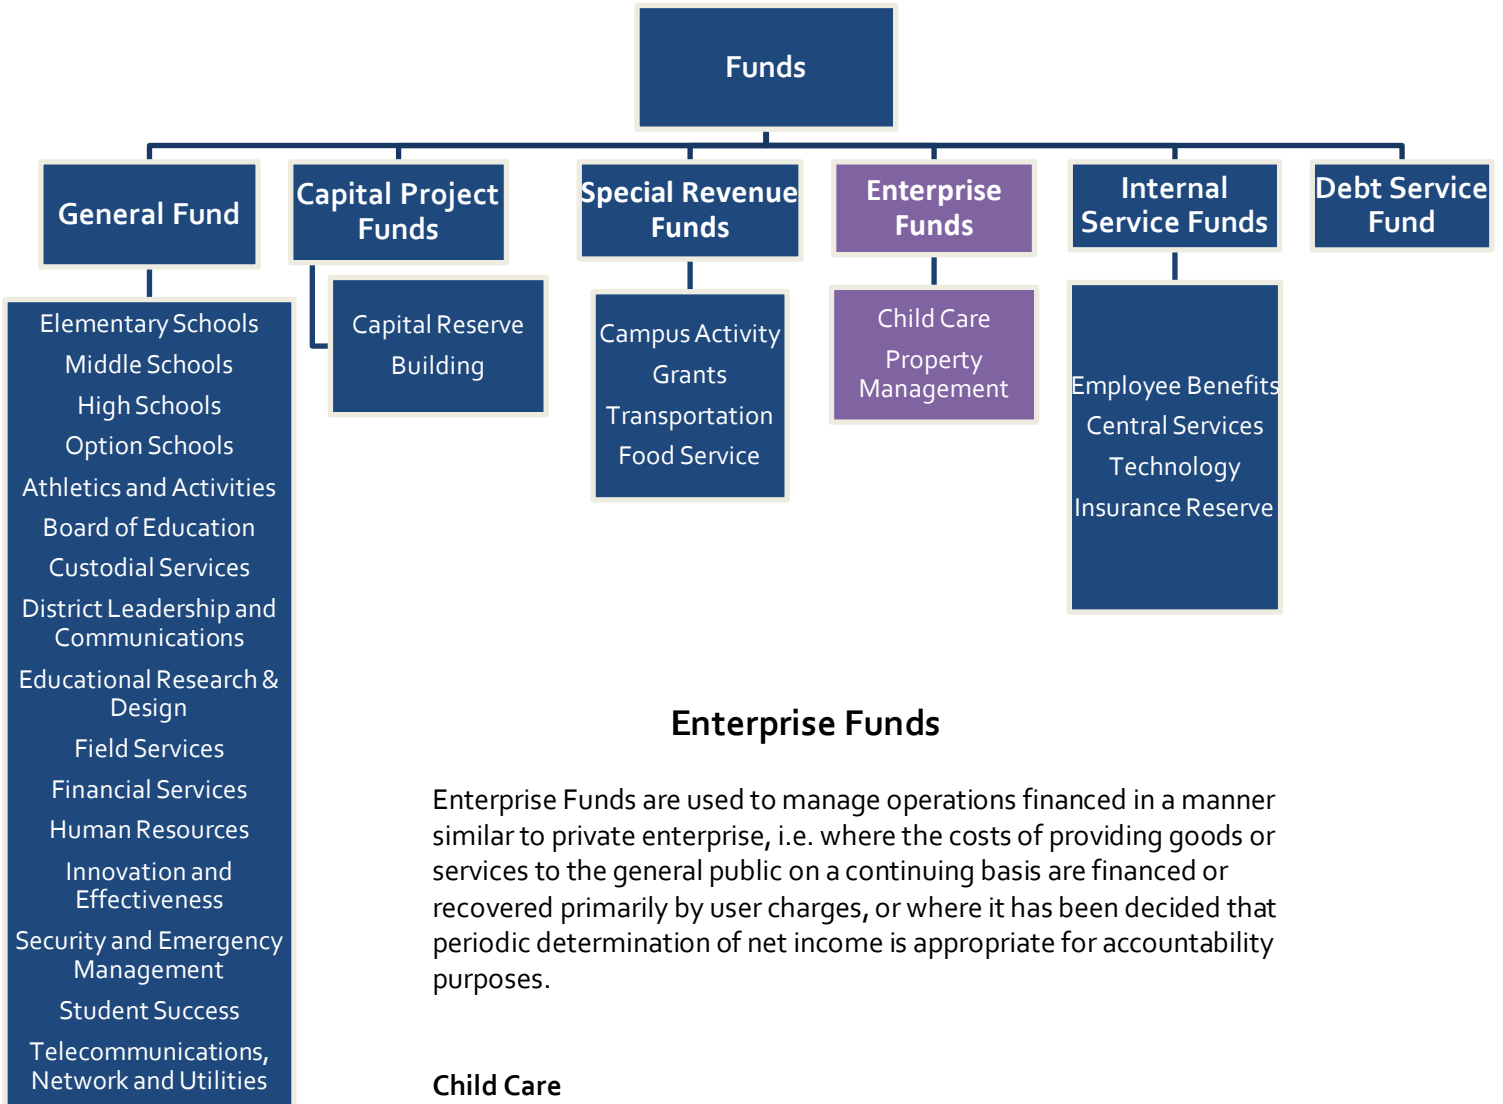 Funds
General Fund
Capital Project
Funds
Special Revenue
Funds
Enterprise
Funds
Internal
Service Funds
Debt Service
Fund
Elementary Schools
Middle Schools
High Schools
Option Schools
Athletics and Activities
Board of Education
Custodial Services
District Leadership and
Communications
Educational Research &
Design
Field Services
Financial Services
Human Resources
Innovation and
Effectiveness
Security and Emergency
Management
Student Success
Telecommunications,
Network and Utilities
Capital Reserve
Building
Campus Activity
Grants
Transportation
Food Service
Child Care
Property
Management
Employee Benefits
Central Services
Technology
Insurance Reserve
Enterprise Funds
Enterprise Funds are used to manage operations financed in a manner
similar to private enterprise, i.e. where the costs of providing goods or
services to the general public on a continuing basis are financed or
recovered primarily by user charges, or where it has been decided that
periodic determination of net income is appropriate for accountability
purposes.
Child Care